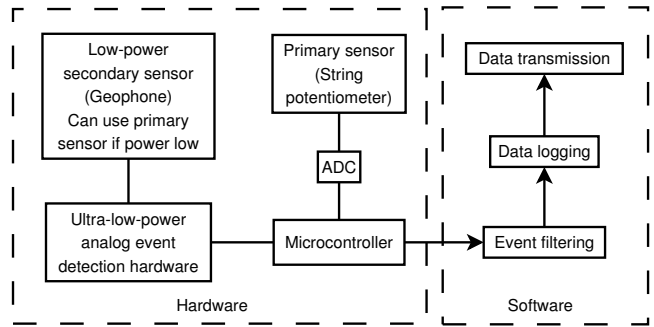 Low-power
secondary sensor
(Geophone)
Can use primary
sensor if power low
Primary sensor
(String
potentiometer)
ADC
Ultra-low-power
analog event
detection hardware
Microcontroller
Hardware
Data transmission
Data logging
Event filtering
Software